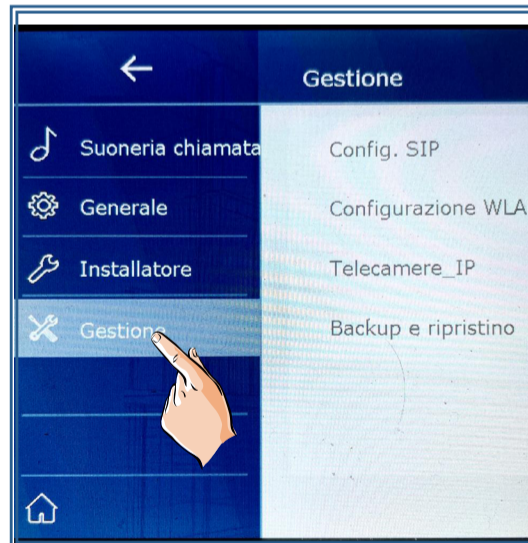 Gestione
Suoneria chiamata
Generale
Installatore
Gestione
Config. SIP
Configurazione WLA
Telecamere_IP
Backup e ripristino